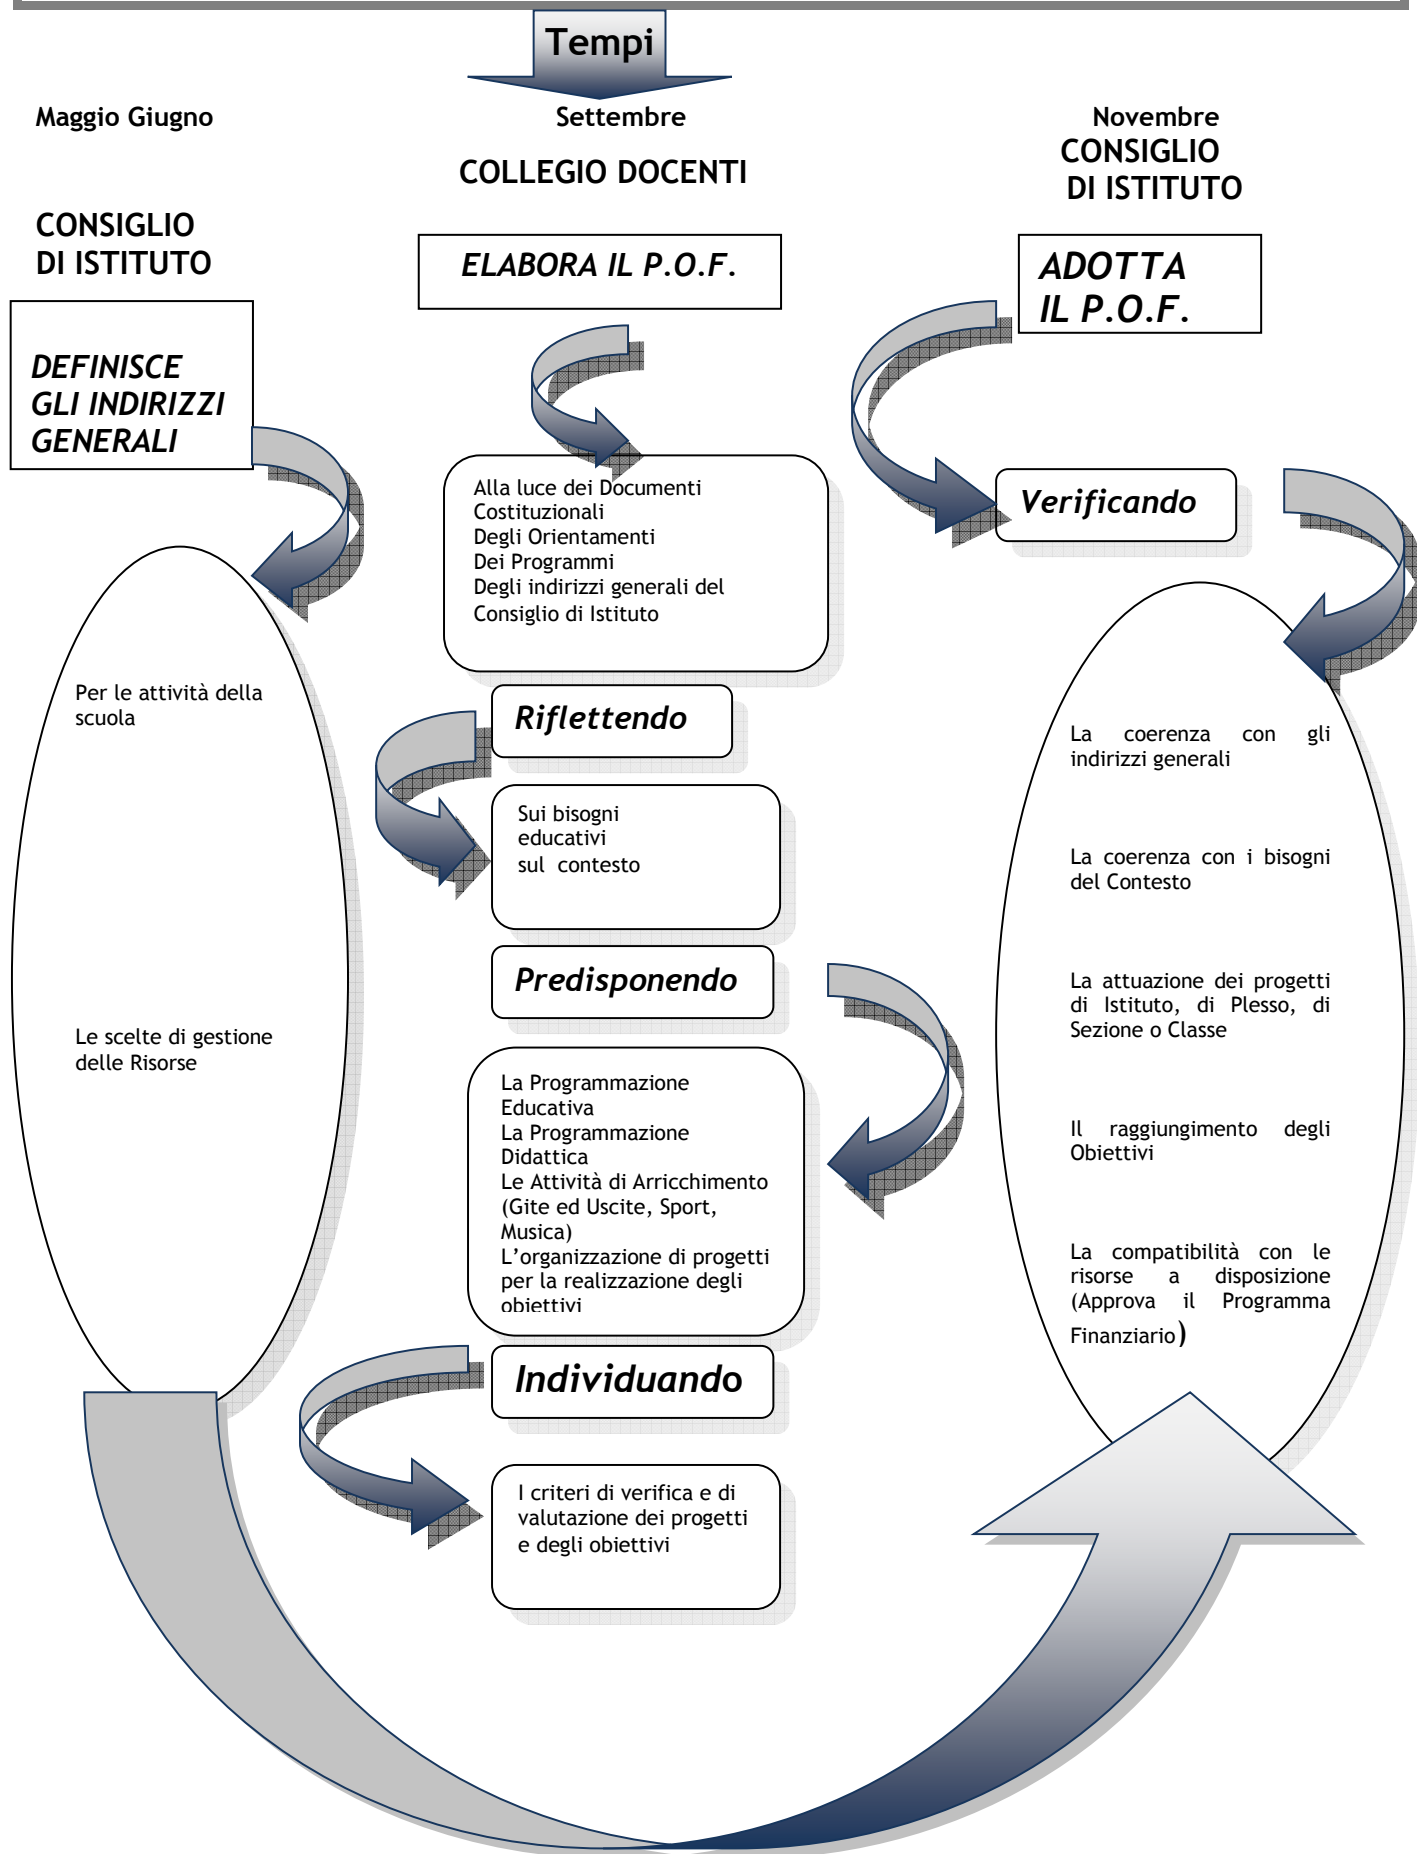 Tempi
Maggio Giugno
CONSIGLIO
DI ISTITUTO
DEFINISCE
GLI INDIRIZZI
GENERALI
Per le attività della
scuola
Le scelte di gestione
delle Risorse
Settembre
COLLEGIO DOCENTI
ELABORA IL P.O.F.
Alla luce dei Documenti
Costituzionali
Degli Orientamenti
Dei Programmi
Degli indirizzi generali del
Consiglio di Istituto
Riflettendo
Sui bisogni
educativi
sul contesto
Predisponendo
La Programmazione
Educativa
La Programmazione
Didattica
Le Attività di Arricchimento
(Gite ed Uscite, Sport,
Musica)
L'organizzazione di progetti
per la realizzazione degli
obiettivi
Individuando
I criteri di verifica e di
valutazione dei progetti
e degli obiettivi
Novembre
CONSIGLIO
DI ISTITUTO
ADOTTA
IL P.O.F.
Verificando
La coerenza con gli
indirizzi generali
La coerenza con i bisogni
del Contesto
La attuazione dei progetti
di Istituto, di Plesso, di
Sezione o Classe
Il raggiungimento degli
Obiettivi
La compatibilità con le
risorse a disposizione
(Approva il Programma
Finanziario)